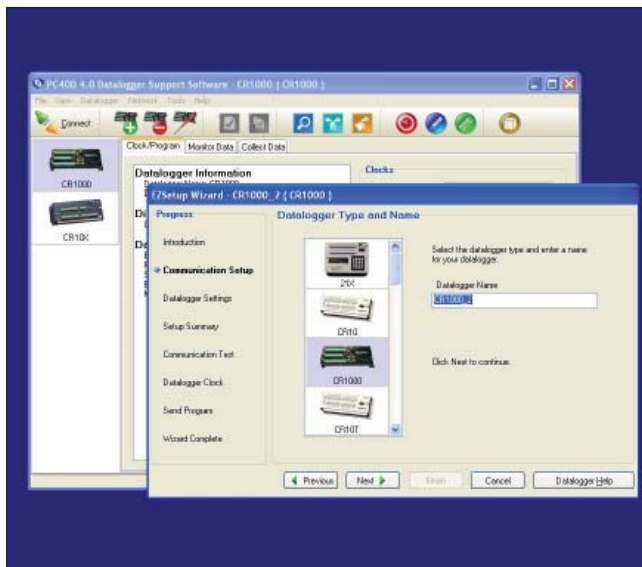 PC400 4.0 Datalogger Support Software - CR1000 ( CR1000 )
File View Datalogger Network Tools Help
Connect
Clock/Program Monitor Data Collect Data
CR1000
CR10X
Datalogger Information
Clocks
EZSetup Wizard - CR1000_2 ( CR1000 )
Progress
Introduction
Communication Setup
Datalogger Settings
Setup Summary
Communication Test
Datalogger Clock
Send Program
Wizard Complete
Datalogger Type and Name
21X
CR10
CR1000
CR10T
Select the datalogger type and enter a name
for your datalogger.
Datalogger Name
CR1000_2
Click Next to continue.
Previous Next Finish Cancel Datalogger Help